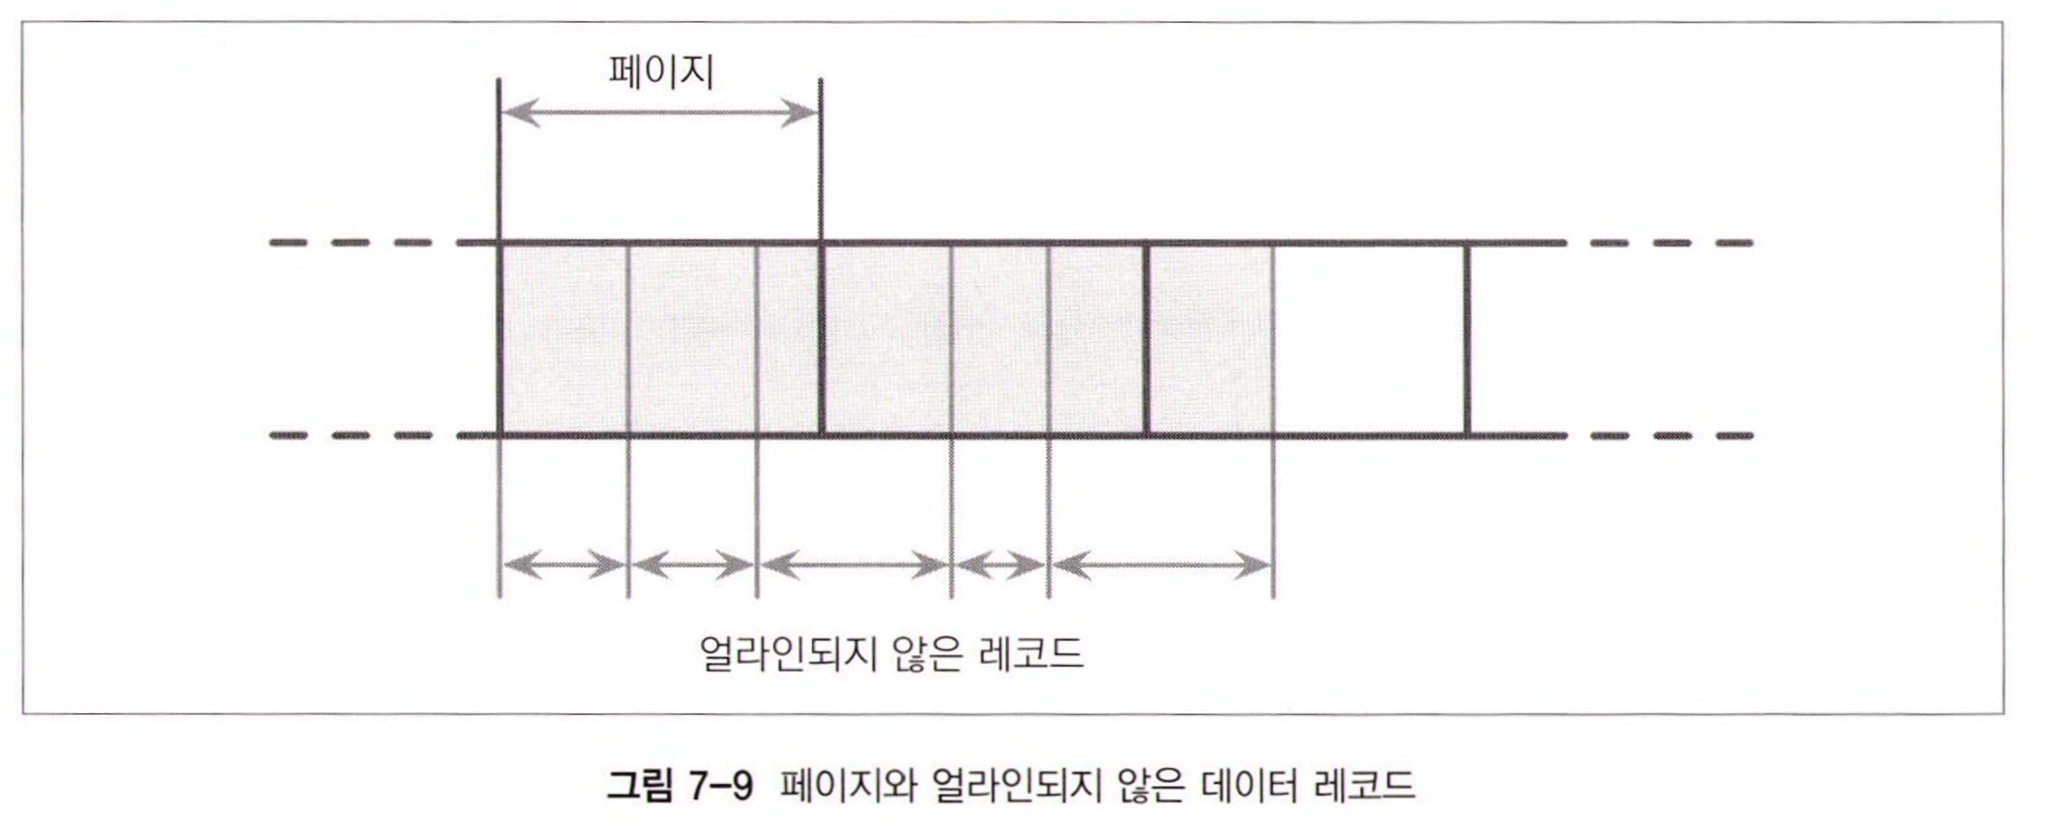 페이지
얼라인되지 않은 레코드
그림 7-9 페이지와 얼라인되지 않은 데이터 레코드